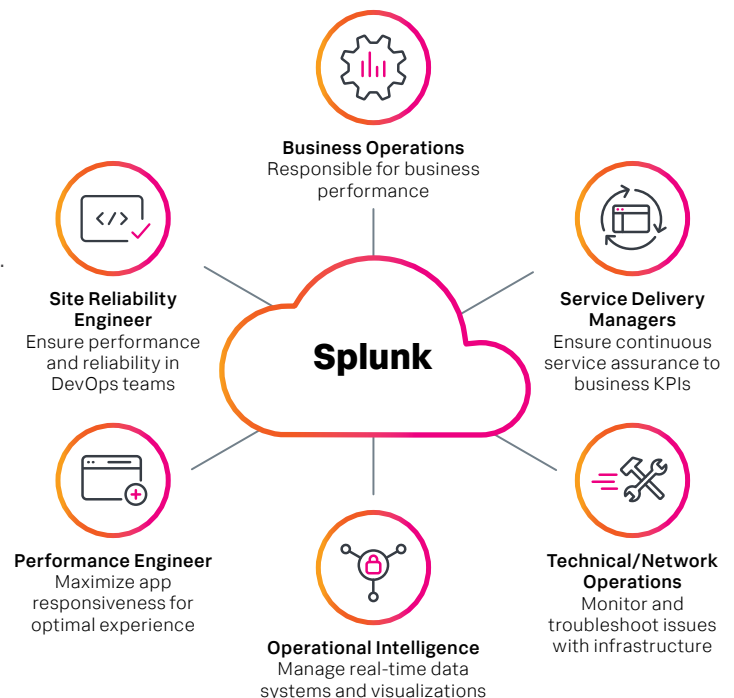 Business Operations
Responsible for business
performance
Site Reliability
Engineer
Ensure performance
and reliability in
DevOps teams
Splunk
Service Delivery
Managers
Ensure continuous
service assurance to
business KPIs
Performance Engineer
Maximize app
responsiveness for
optimal experience
Operational Intelligence
Manage real-time data
systems and visualizations
Technical/Network
Operations
Monitor and
troubleshoot issues
with infrastructure